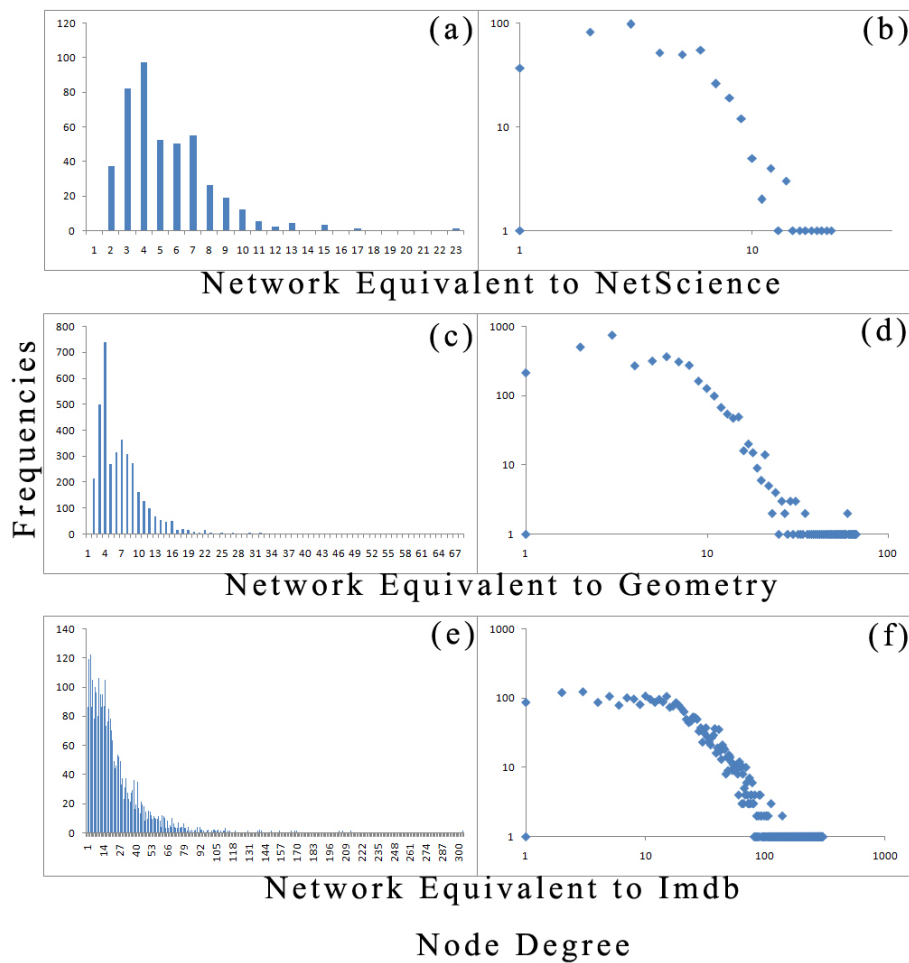 (a)
120
100
80
60
40
20
0
1 2 3 4 5 6 7 8 9 10 11 12 13 14 15 16 17 18 19 20 21 22 23
(b)
100
10
1
1 10
Network Equivalent to NetScience
Frequencies
(c)
800
700
600
500
400
300
200
100
0
1 4 7 10 13 16 19 22 25 28 31 34 37 40 43 46 49 52 55 58 61 64 67
(d)
1000
100
10
1
1 10 100
Network Equivalent to Geometry
(e)
140
120
100
80
60
40
20
0
1 14 27 40 53 66 79 92 105 118 131 144 157 170 183 196 209 222 235 248 261 274 287 300
(f)
1000
100
10
1
1 10 100 1000
Network Equivalent to Imdb
Node Degree